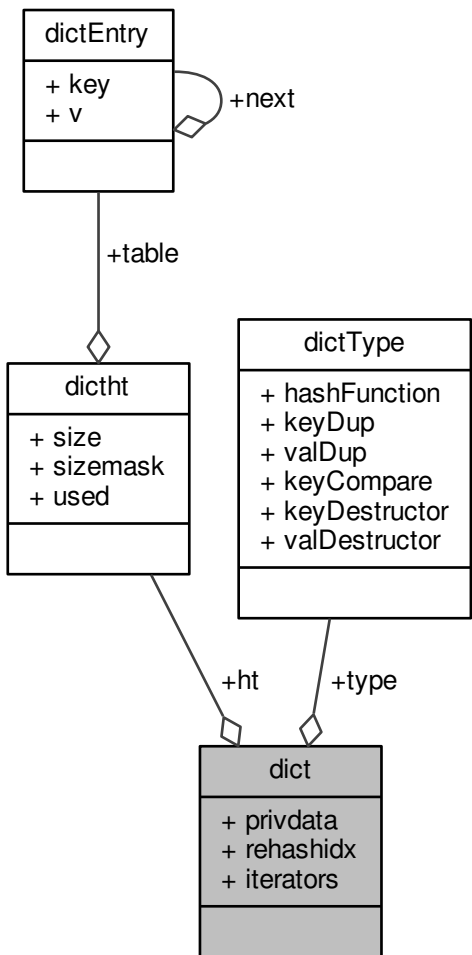 dictEntry
+ key
+ v
+next
+table
dictht
+ size
+ sizemask
+ used
dictType
+ hashFunction
+ keyDup
+ valDup
+ keyCompare
+ keyDestructor
+ valDestructor
+ht
+type
dict
+ privdata
+ rehashidx
+ iterators